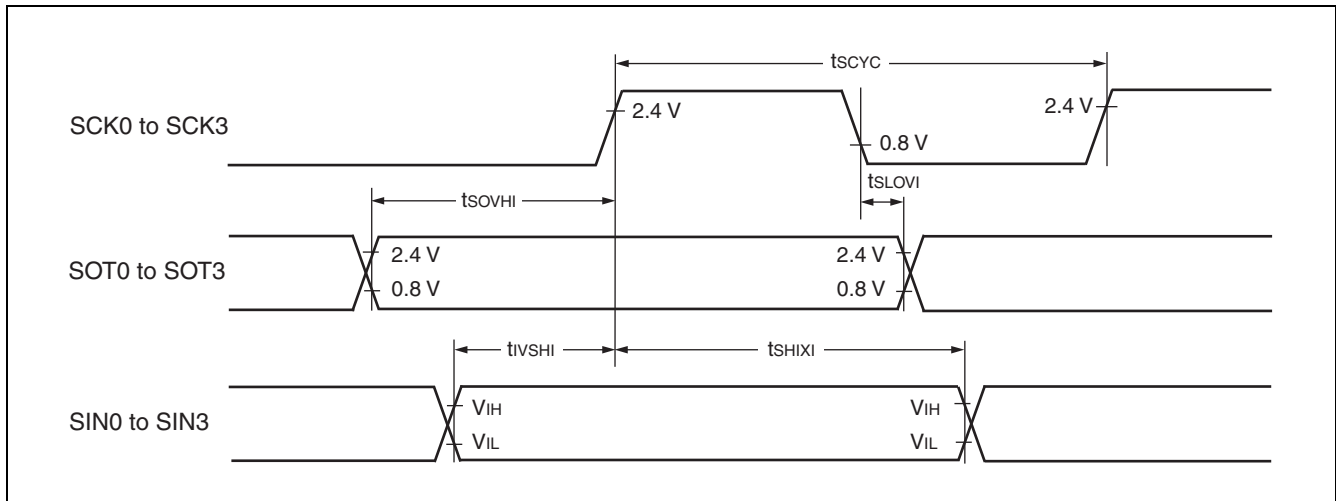 tSCYC
SCK0 to SCK3
2.4 V
0.8 V
2.4 V
tSOVHI
tSLOVI
SOT0 to SOT3
2.4 V
2.4 V
0.8 V
0.8 V
tIVSHI
tSHIXI
SIN0 to SIN3
VIH
VIH
VIL
VIL